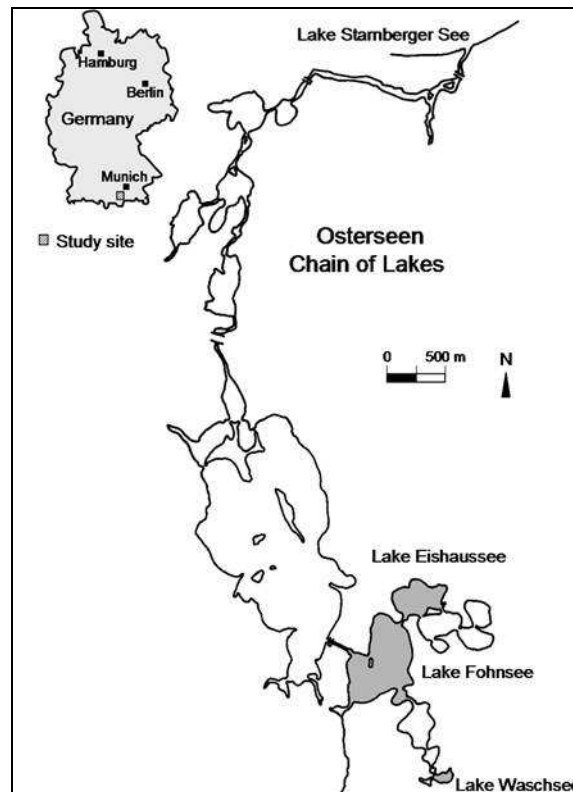 Lake Starnberger See
Hamburg
Berlin
Germany
Munich
Study site
Osterseen
Chain of Lakes
0 500 m
N
Lake Eishaussee
Lake Fohnsee
Lake Waschsee